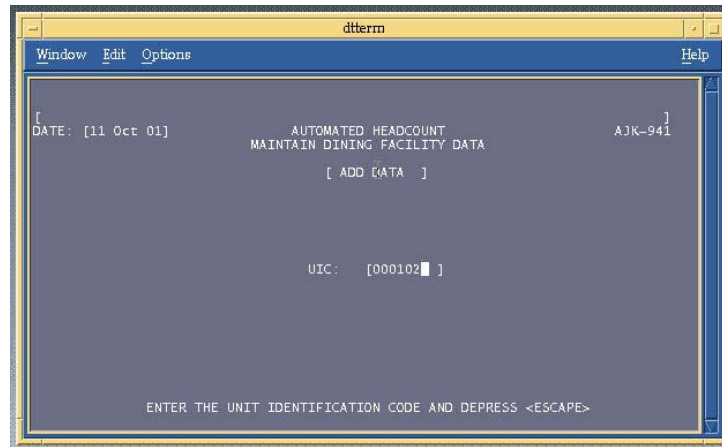 dtterm
Window Edit Options Help
[ ]
DATE: [11 Oct 01] AUTOMATED HEADCOUNT AJK-941
MAINTAIN DINING FACILITY DATA
[ ADD DATA ]
UIC: [000102 ]
ENTER THE UNIT IDENTIFICATION CODE AND DEPRESS <ESCAPE>